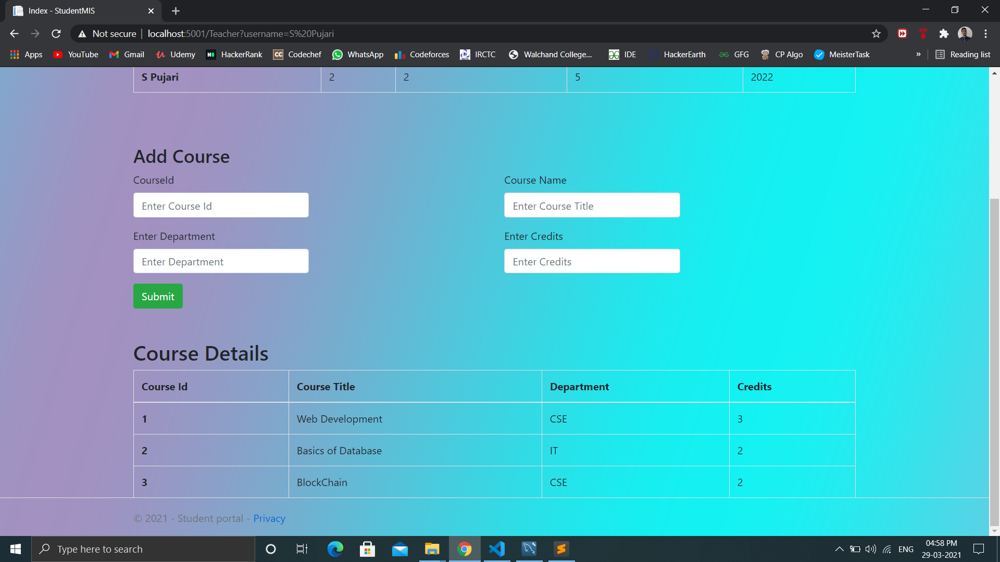 Index - StudentMIS
Not secure | localhost:5001/Teacher?username=S%20Pujari
Apps YouTube Gmail Udemy HackerRank Codechef WhatsApp Codeforces IRCTC Walchand College... IDE HackerEarth GFG CP Algo MeisterTask » Reading list
S Pujari 2 2 5 2022
Add Course
CourseId Course Name
Enter Course Id Enter Course Title
Enter Department Enter Credits
Enter Department Enter Credits
Submit
Course Details
Course Id Course Title Department Credits
1 Web Development CSE 3
2 Basics of Database IT 2
3 BlockChain CSE 2
© 2021 - Student portal - Privacy
Type here to search ENG 04:58 PM
29-03-2021